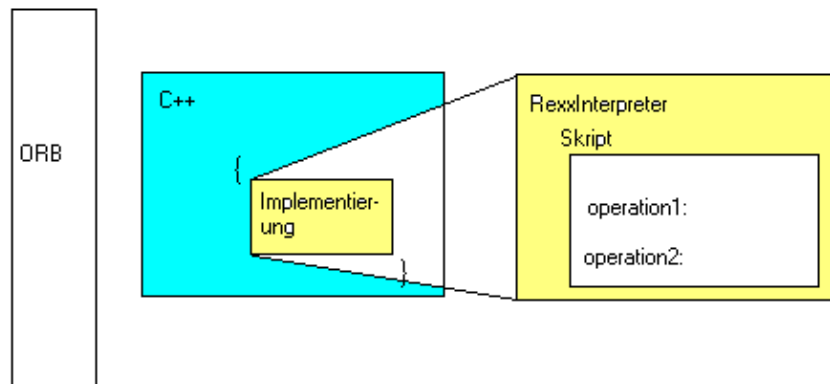 ORB
C++
{
Implementier-
ung
}
RexxInterpreter
Skript
operation1:
operation2: